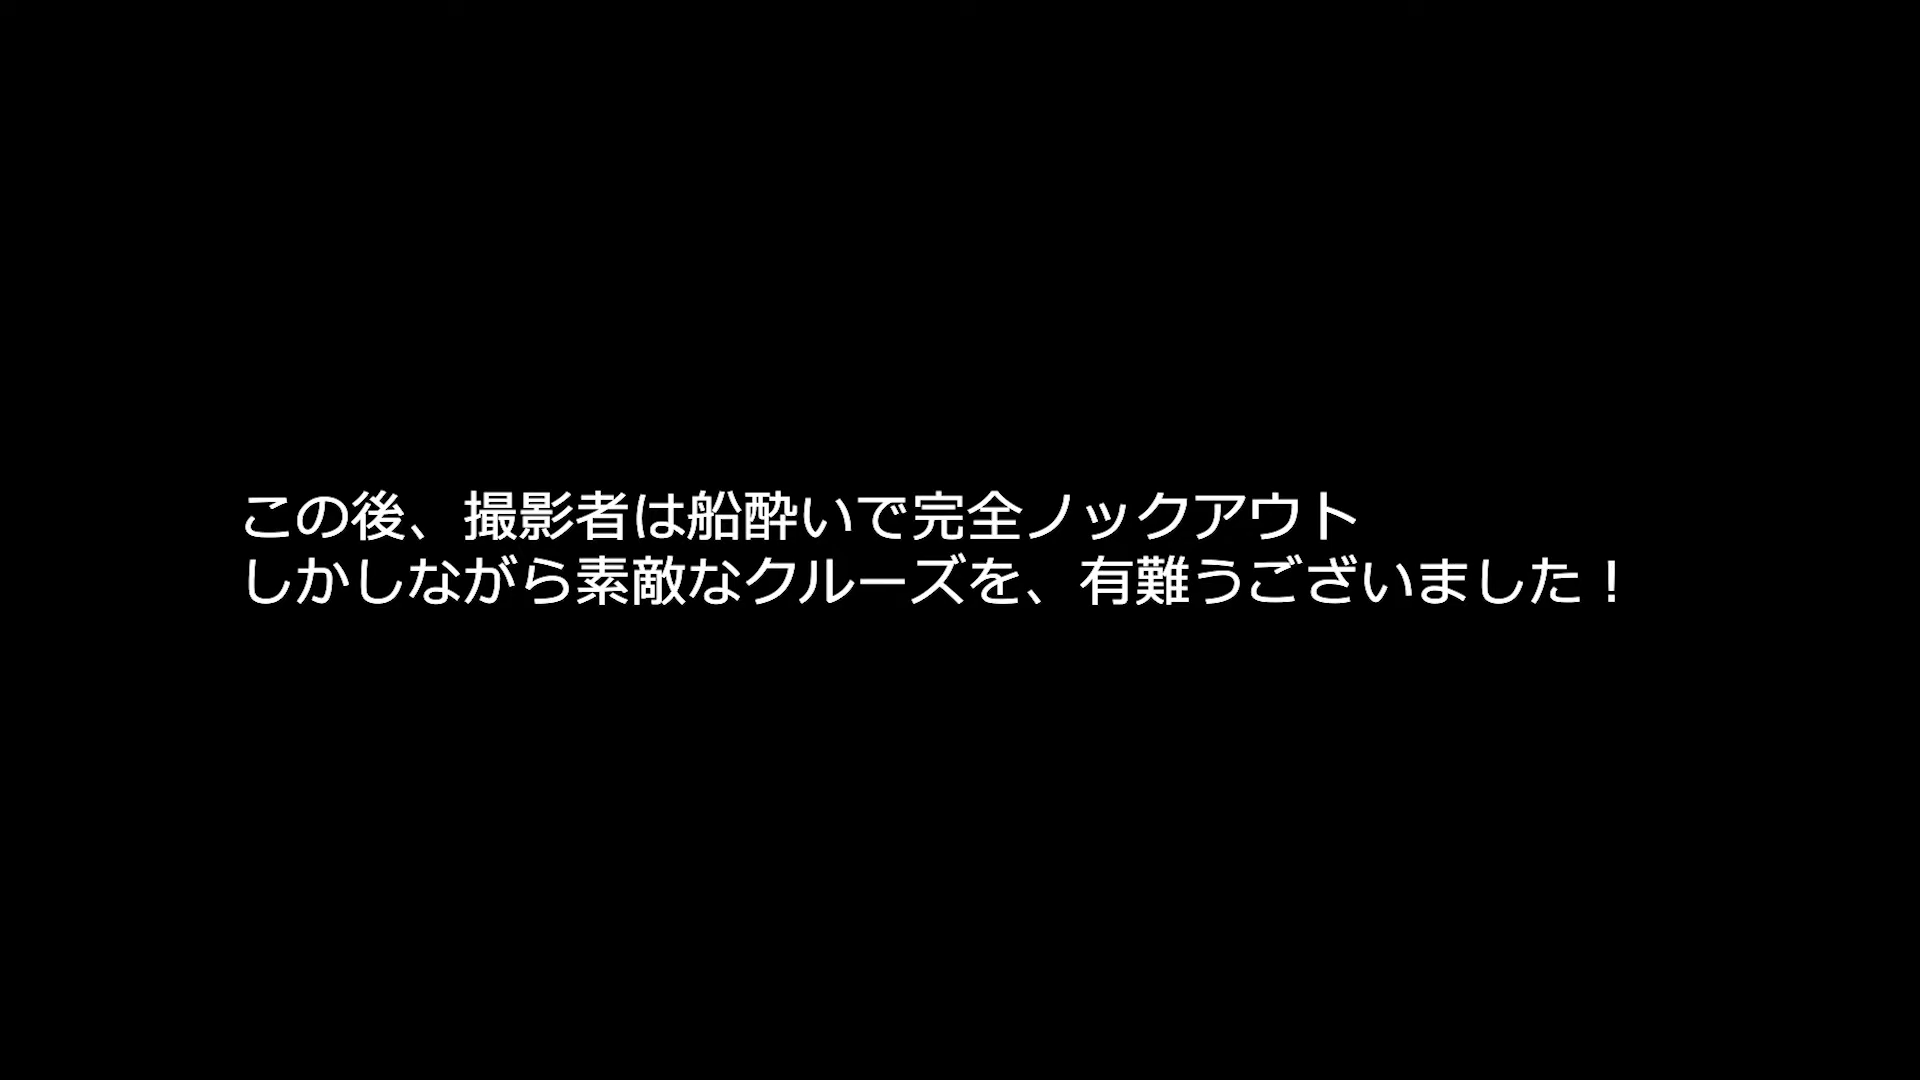 この後、撮影者は船酔いで完全ノックアウト
しかしながら素敵なクルーズを、有難うございました！